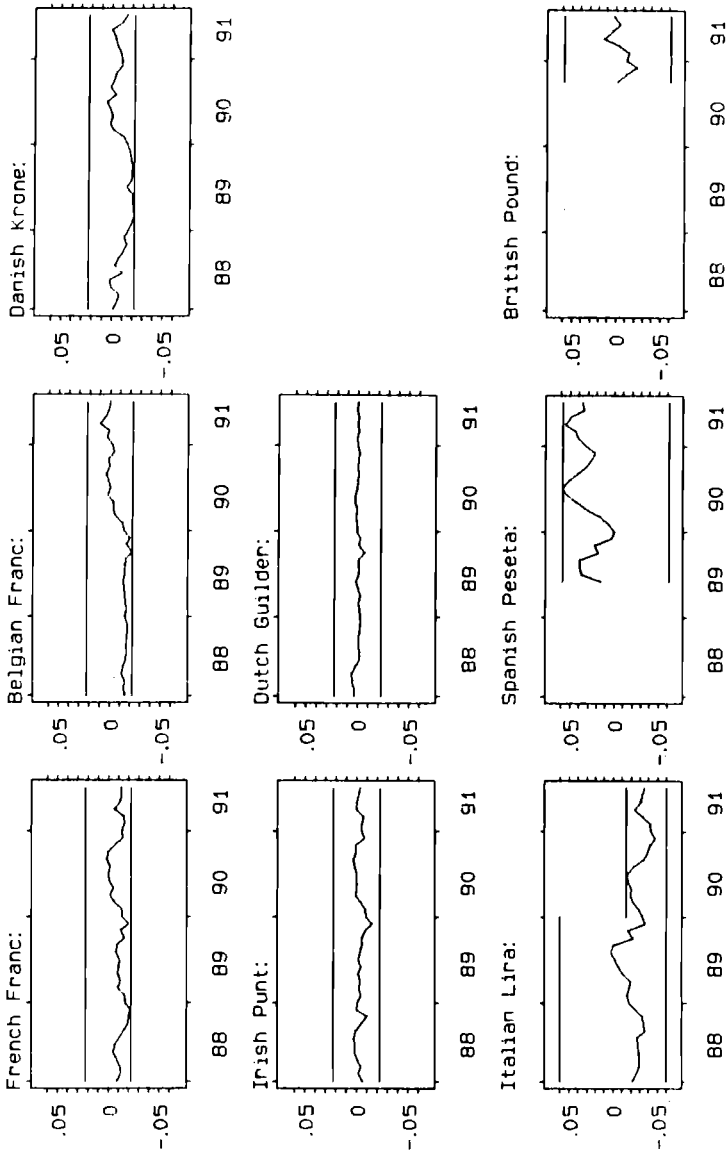 French Franc:
.05
0
-.05
88 89 90 91
Belgian Franc:
.05
0
-.05
88 89 90 91
Danish Krone:
.05
0
-.05
88 89 90 91
Irish Punt:
.05
0
-.05
88 89 90 91
Dutch Guilder:
.05
0
-.05
88 89 90 91
Italian Lira:
.05
0
-.05
88 89 90 91
Spanish Peseta:
.05
0
-.05
88 89 90 91
British Pound:
.05
0
-.05
88 89 90 91